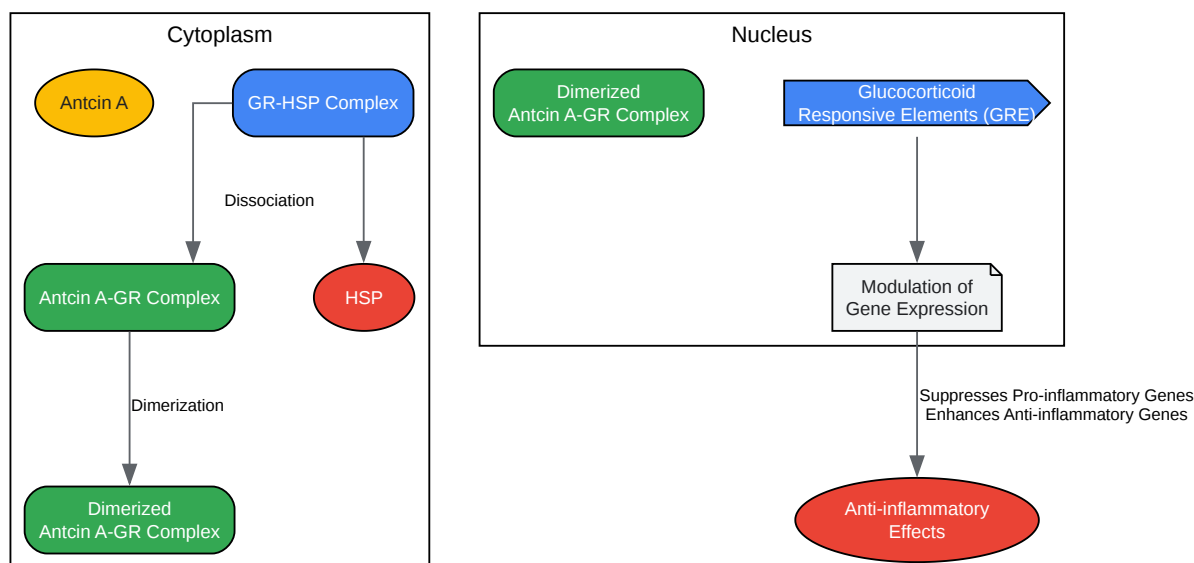 Cytoplasm
Antcin A
GR-HSP Complex
Dissociation
Antcin A-GR Complex
HSP
Dimerization
Dimerized
Antcin A-GR Complex
Nucleus
Dimerized
Antcin A-GR Complex
Glucocorticoid
Responsive Elements (GRE)
Modulation of
Gene Expression
Suppresses Pro-inflammatory Genes
Enhances Anti-inflammatory Genes
Anti-inflammatory
Effects